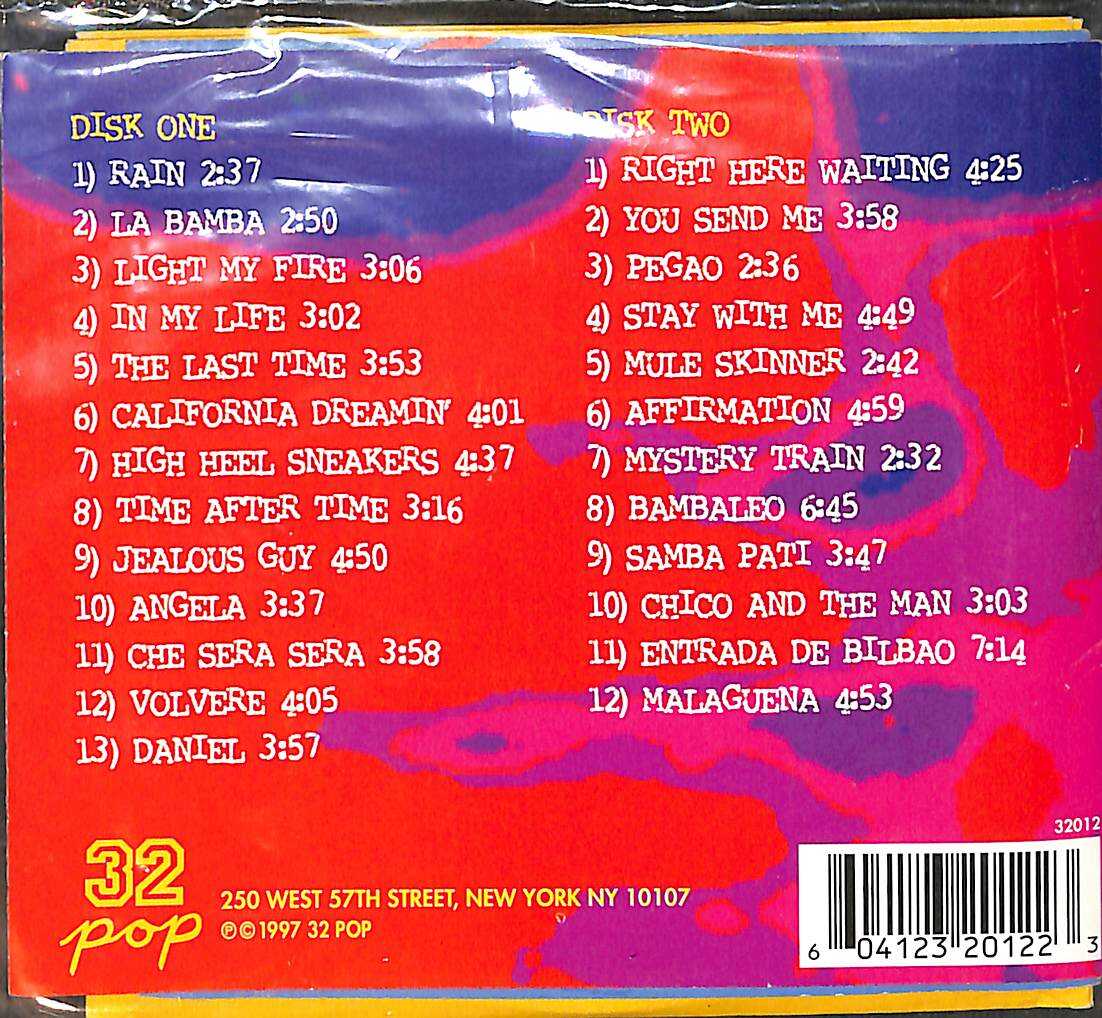 DISK ONE
1) RAIN 2:37
2) LA BAMBA 2:50
3) LIGHT MY FIRE 3:06
4) IN MY LIFE 3:02
5) THE LAST TIME 3:53
6) CALIFORNIA DREAMIN' 4:01
7) HIGH HEEL SNEAKERS 4:37
8) TIME AFTER TIME 3:16
9) JEALOUS GUY 4:50
10) ANGELA 3:37
11) CHE SERA SERA 3:58
12) VOLVERE 4:05
13) DANIEL 3:57
DISK TWO
1) RIGHT HERE WAITING 4:25
2) YOU SEND ME 3:58
3) PEGAO 2:36
4) STAY WITH ME 4:49
5) MULE SKINNER 2:42
6) AFFIRMATION 4:59
7) MYSTERY TRAIN 2:32
8) BAMBALEO 6:45
9) SAMBA PATI 3:47
10) CHICO AND THE MAN 3:03
11) ENTRADA DE BILBAO 7:14
12) MALAGUENA 4:53
32
pop
250 WEST 57TH STREET, NEW YORK NY 10107
℗©1997 32 POP
32012
6 04123 20122 3